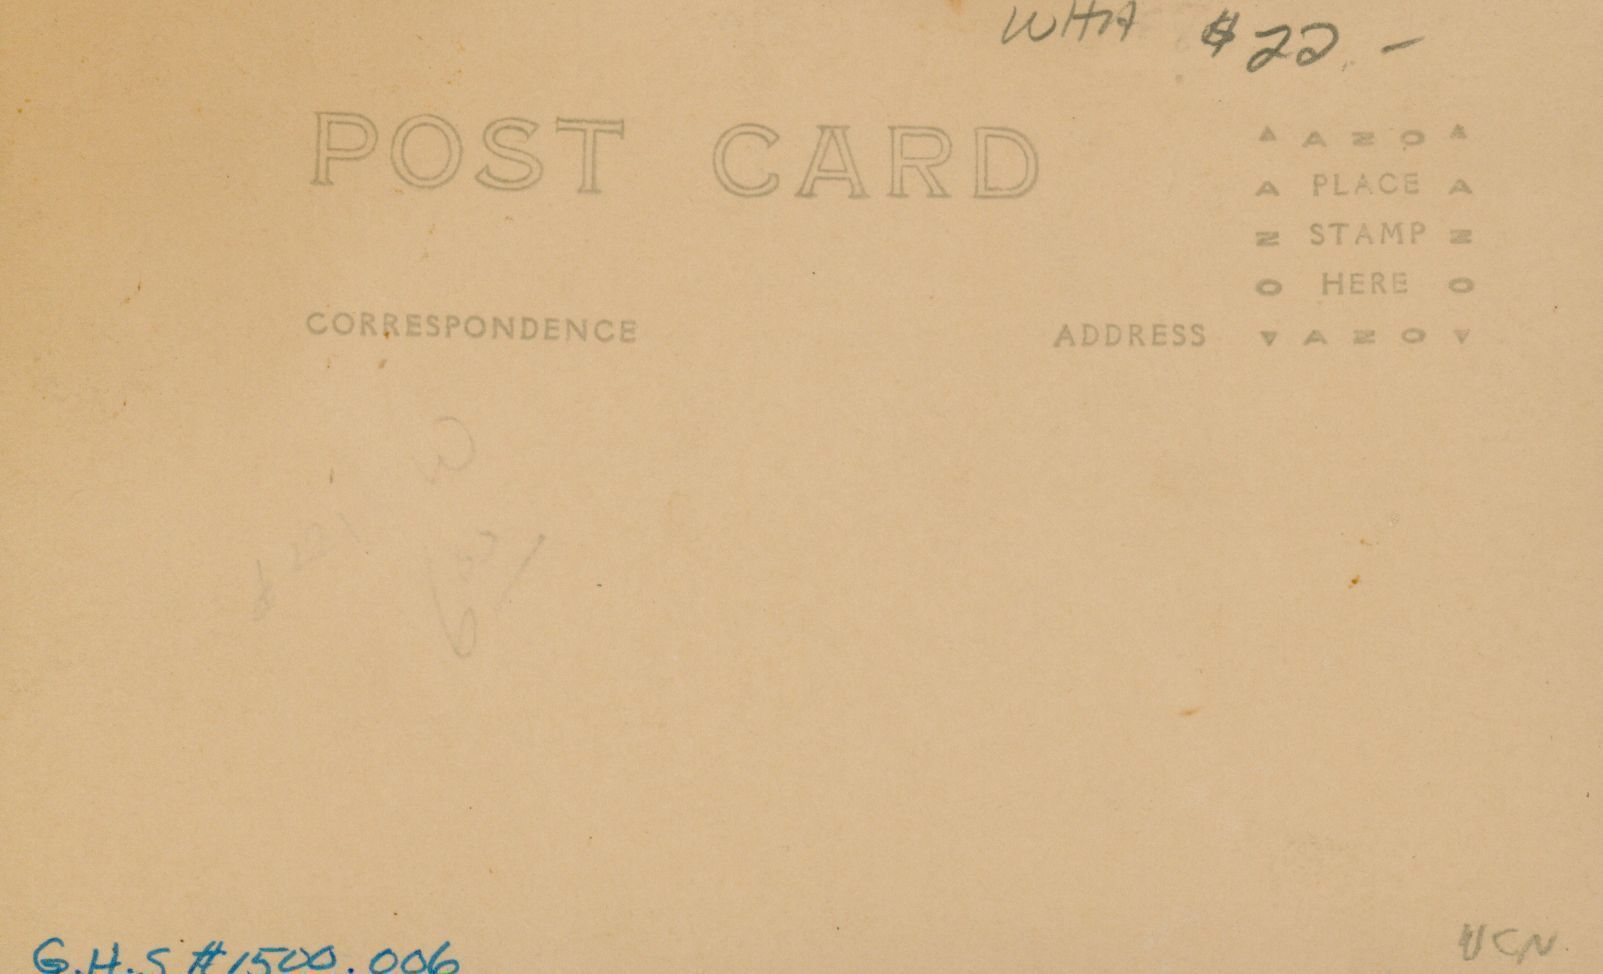 WHA $22.-
POST CARD
▲ A Z O ▲
A PLACE A
Z STAMP Z
O HERE O
▼ A Z O ▼
CORRESPONDENCE
ADDRESS
G.H.S #1500.006